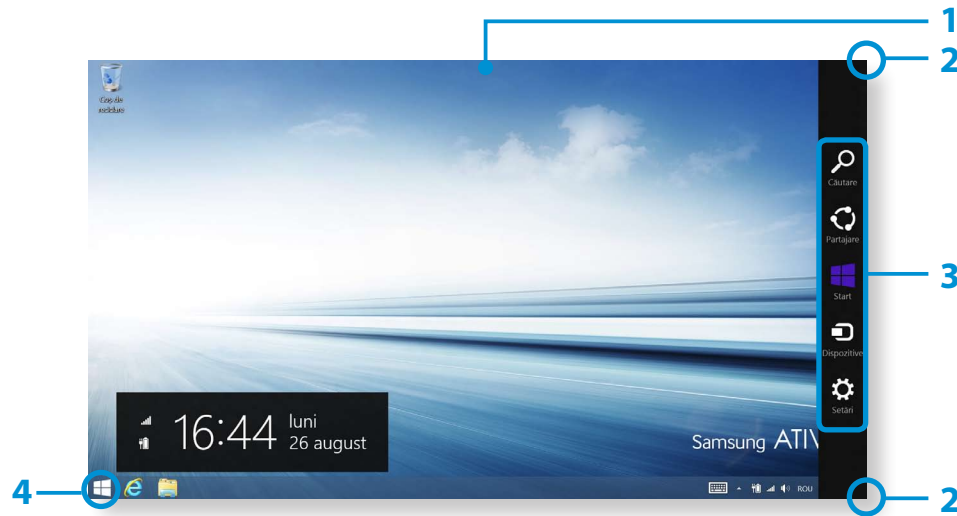 1
2
Coș de
reciclare
Căutare
Partajare
3
Start
Dispozitive
Setări
16:44
luni
26 august
Samsung ATIV
4
ROU
2